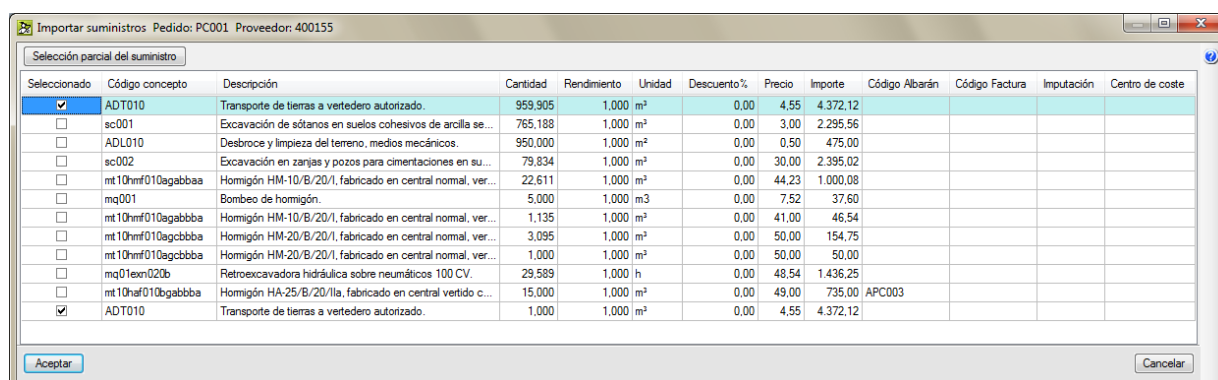 Importar suministros Pedido: PC001 Proveedor: 400155
Selección parcial del suministro
Seleccionado Código concepto Descripción Cantidad Rendimiento Unidad Descuento% Precio Importe Código Albarán Código Factura Imputación Centro de coste
ADT010 Transporte de tierras a vertedero autorizado. 959,905 1,000 m³ 0,00 4,55 4.372,12
sc001 Excavación de sótanos en suelos cohesivos de arcilla se... 765,188 1,000 m³ 0,00 3,00 2.295,56
ADL010 Desbroce y limpieza del terreno, medios mecánicos. 950,000 1,000 m² 0,00 0,50 475,00
sc002 Excavación en zanjas y pozos para cimentaciones en su... 79,834 1,000 m³ 0,00 30,00 2.395,02
mt10hmf010agabbaa Hormigón HM-10/B/20/I, fabricado en central normal, ver... 22,611 1,000 m³ 0,00 44,23 1.000,08
mq001 Bombeo de hormigón. 5,000 1,000 m3 0,00 7,52 37,60
mt10hmf010agabbba Hormigón HM-10/B/20/I, fabricado en central normal, ver... 1,135 1,000 m³ 0,00 41,00 46,54
mt10hmf010agcbbba Hormigón HM-20/B/20/I, fabricado en central normal, ver... 3,095 1,000 m³ 0,00 50,00 154,75
mt10hmf010agcbbba Hormigón HM-20/B/20/I, fabricado en central normal, ver... 1,000 1,000 m³ 0,00 50,00 50,00
mq01exn020b Retroexcavadora hidráulica sobre neumáticos 100 CV. 29,589 1,000 h 0,00 48,54 1.436,25
mt10haf010bgabbba Hormigón HA-25/B/20/IIa, fabricado en central vertido c... 15,000 1,000 m³ 0,00 49,00 735,00 APC003
ADT010 Transporte de tierras a vertedero autorizado. 1,000 1,000 m³ 0,00 4,55 4.372,12
Aceptar Cancelar